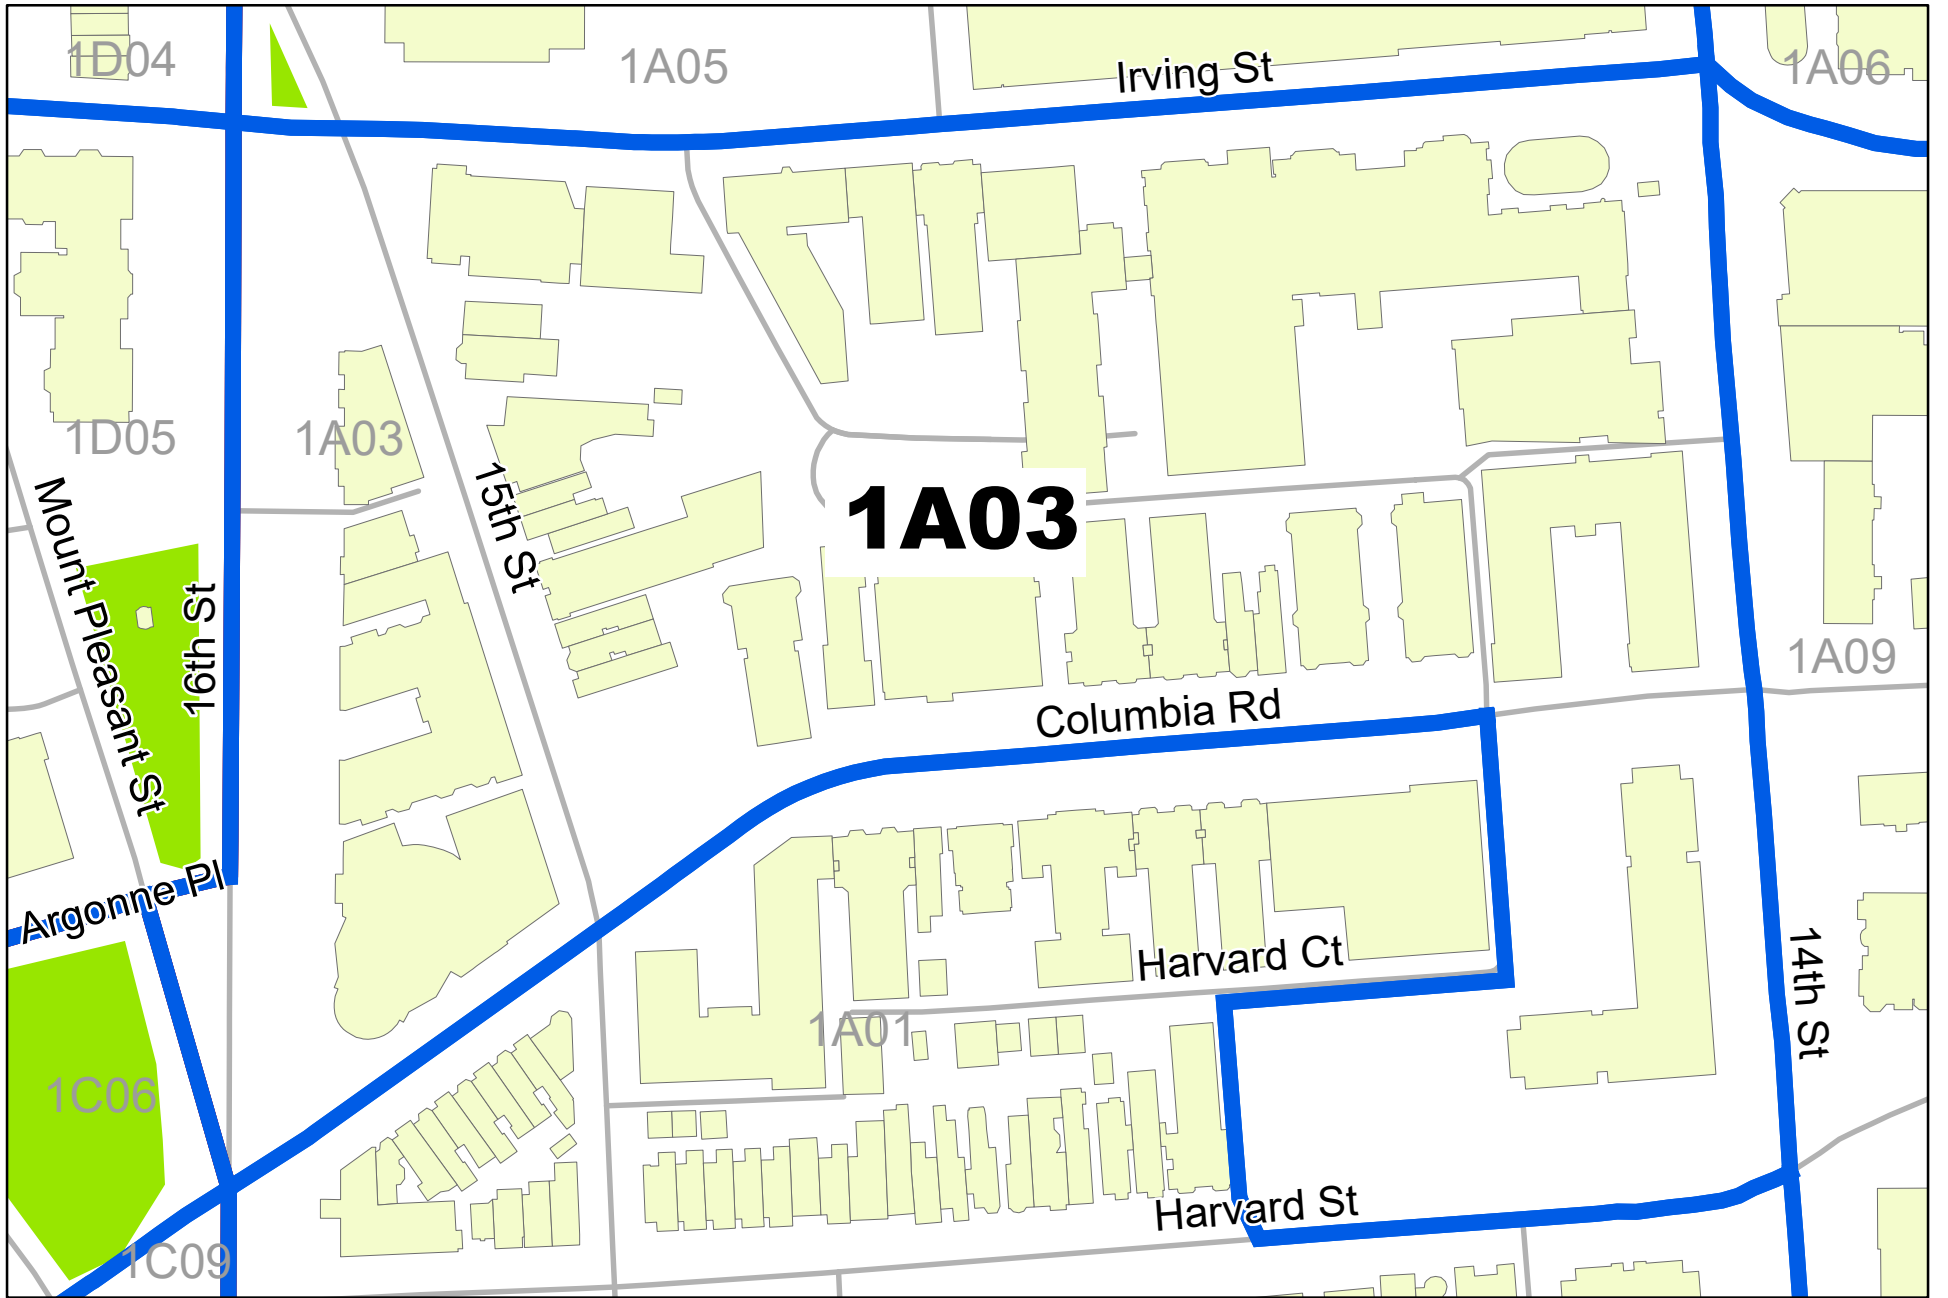 1D04
1A05
Irving St
1A06
1D05
1A03
Mount Pleasant St
16th St
15th St
1A03
1A09
Columbia Rd
Argonne Pl
Harvard Ct
14th St
1A01
1C06
Harvard St
1C09